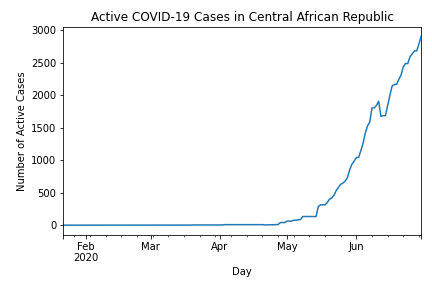 Active COVID-19 Cases in Central African Republic
Number of Active Cases
3000
2500
2000
1500
1000
500
0
Feb Mar Apr May Jun
2020
Day